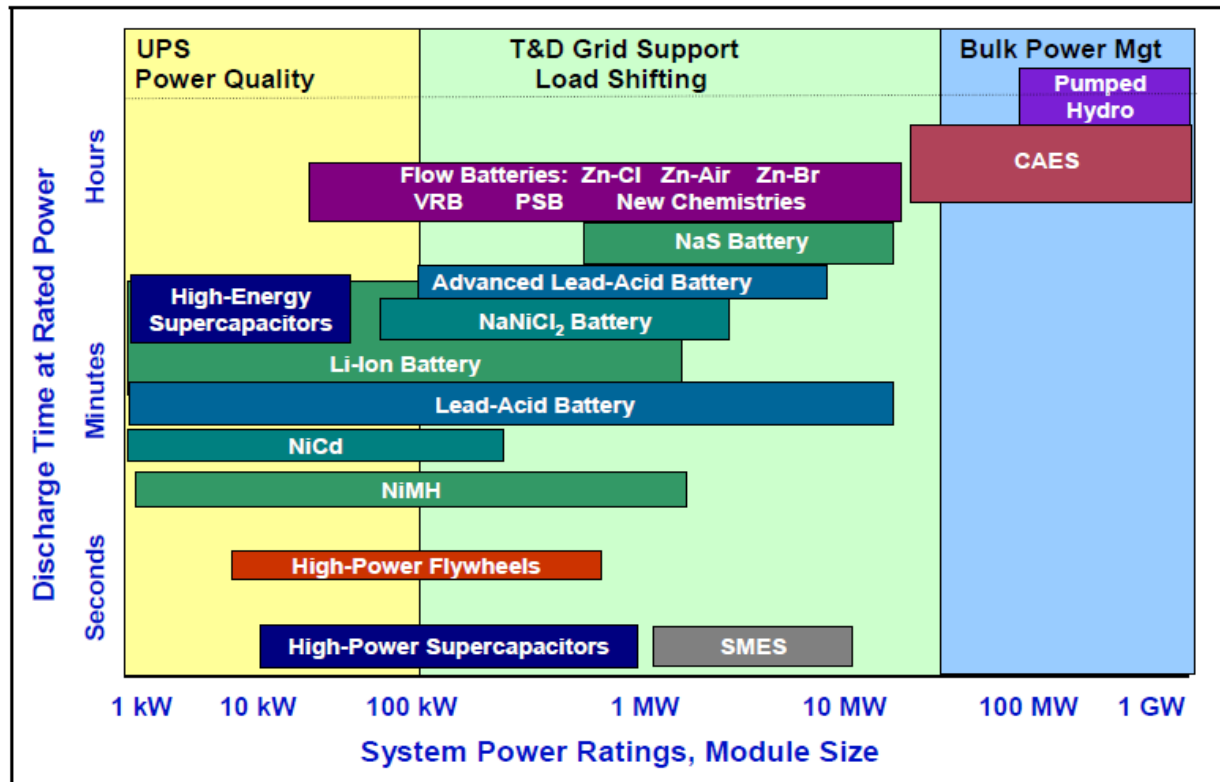 UPS
Power Quality
T&D Grid Support
Load Shifting
Bulk Power Mgt
Pumped
Hydro
CAES
Flow Batteries: Zn-Cl Zn-Air Zn-Br
VRB PSB New Chemistries
NaS Battery
Advanced Lead-Acid Battery
High-Energy
Supercapacitors
NaNiCl₂ Battery
Li-Ion Battery
Lead-Acid Battery
NiCd
NiMH
High-Power Flywheels
High-Power Supercapacitors
SMES
Discharge Time at Rated Power
Hours
Minutes
Seconds
1 kW 10 kW 100 kW 1 MW 10 MW 100 MW 1 GW
System Power Ratings, Module Size